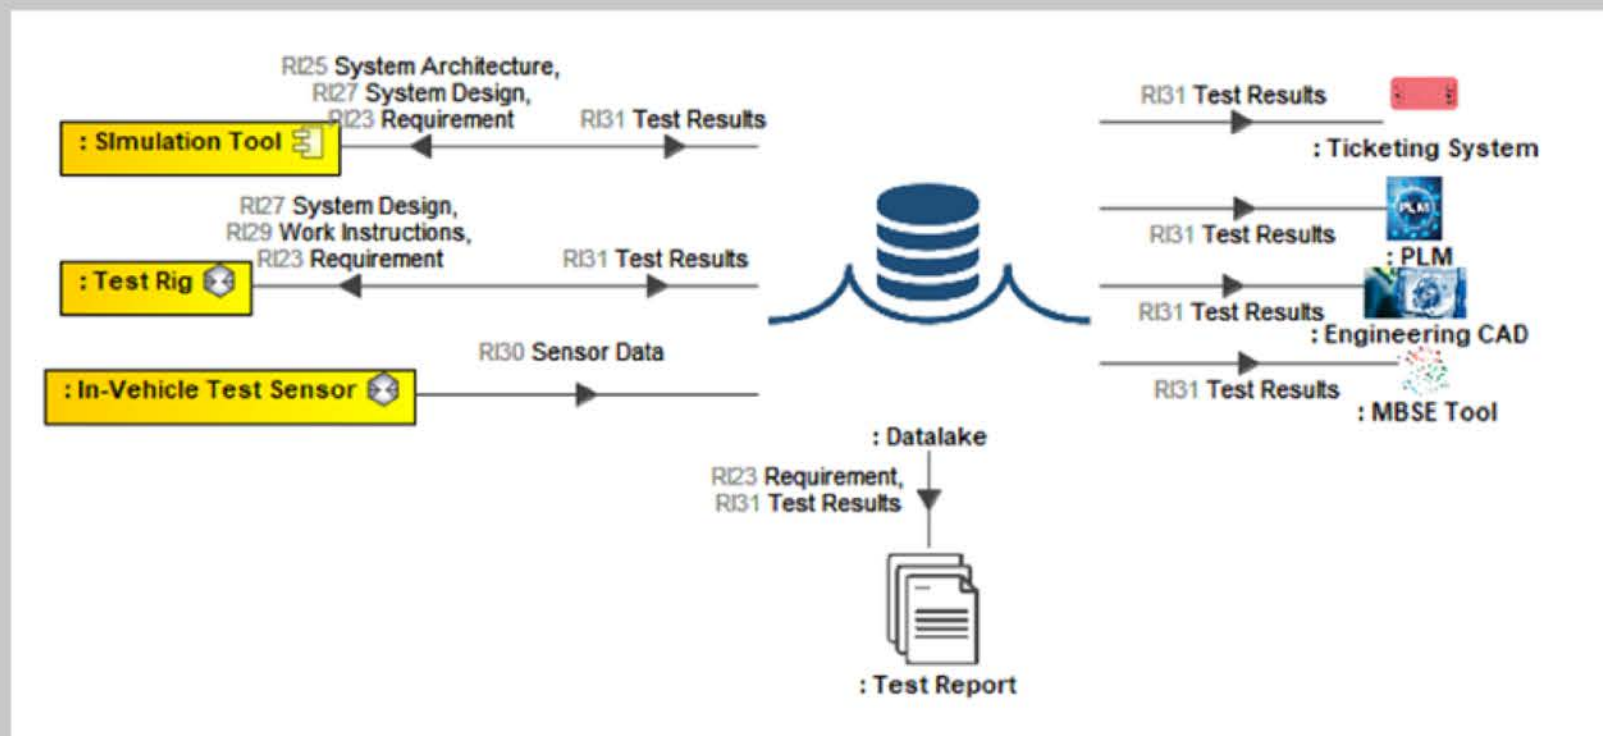 RI25 System Architecture,
RI27 System Design,
RI23 Requirement
RI31 Test Results
: SImulation Tool
RI27 System Design,
RI29 Work Instructions,
RI23 Requirement
RI31 Test Results
: Test Rig
RI30 Sensor Data
: In-Vehicle Test Sensor
: Datalake
RI23 Requirement,
RI31 Test Results
: Test Report
RI31 Test Results
: Ticketing System
PLM
RI31 Test Results
: PLM
RI31 Test Results
: Engineering CAD
RI31 Test Results
: MBSE Tool